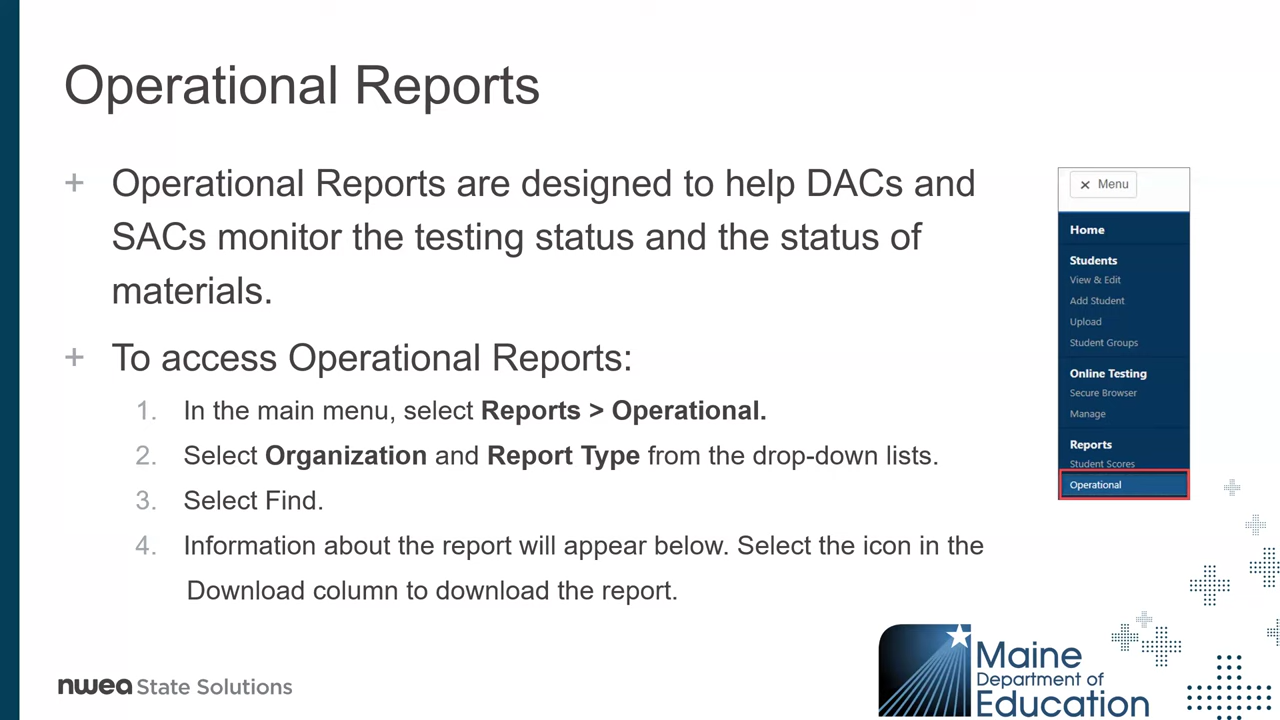 Operational Reports
+ Operational Reports are designed to help DACs and
SACs monitor the testing status and the status of
materials.
+ To access Operational Reports:
1. In the main menu, select Reports > Operational.
2. Select Organization and Report Type from the drop-down lists.
3. Select Find.
4. Information about the report will appear below. Select the icon in the
Download column to download the report.
× Menu
Home
Students
View & Edit
Add Student
Upload
Student Groups
Online Testing
Secure Browser
Manage
Reports
Student Scores
Operational
nwea State Solutions
Maine
Department of
Education